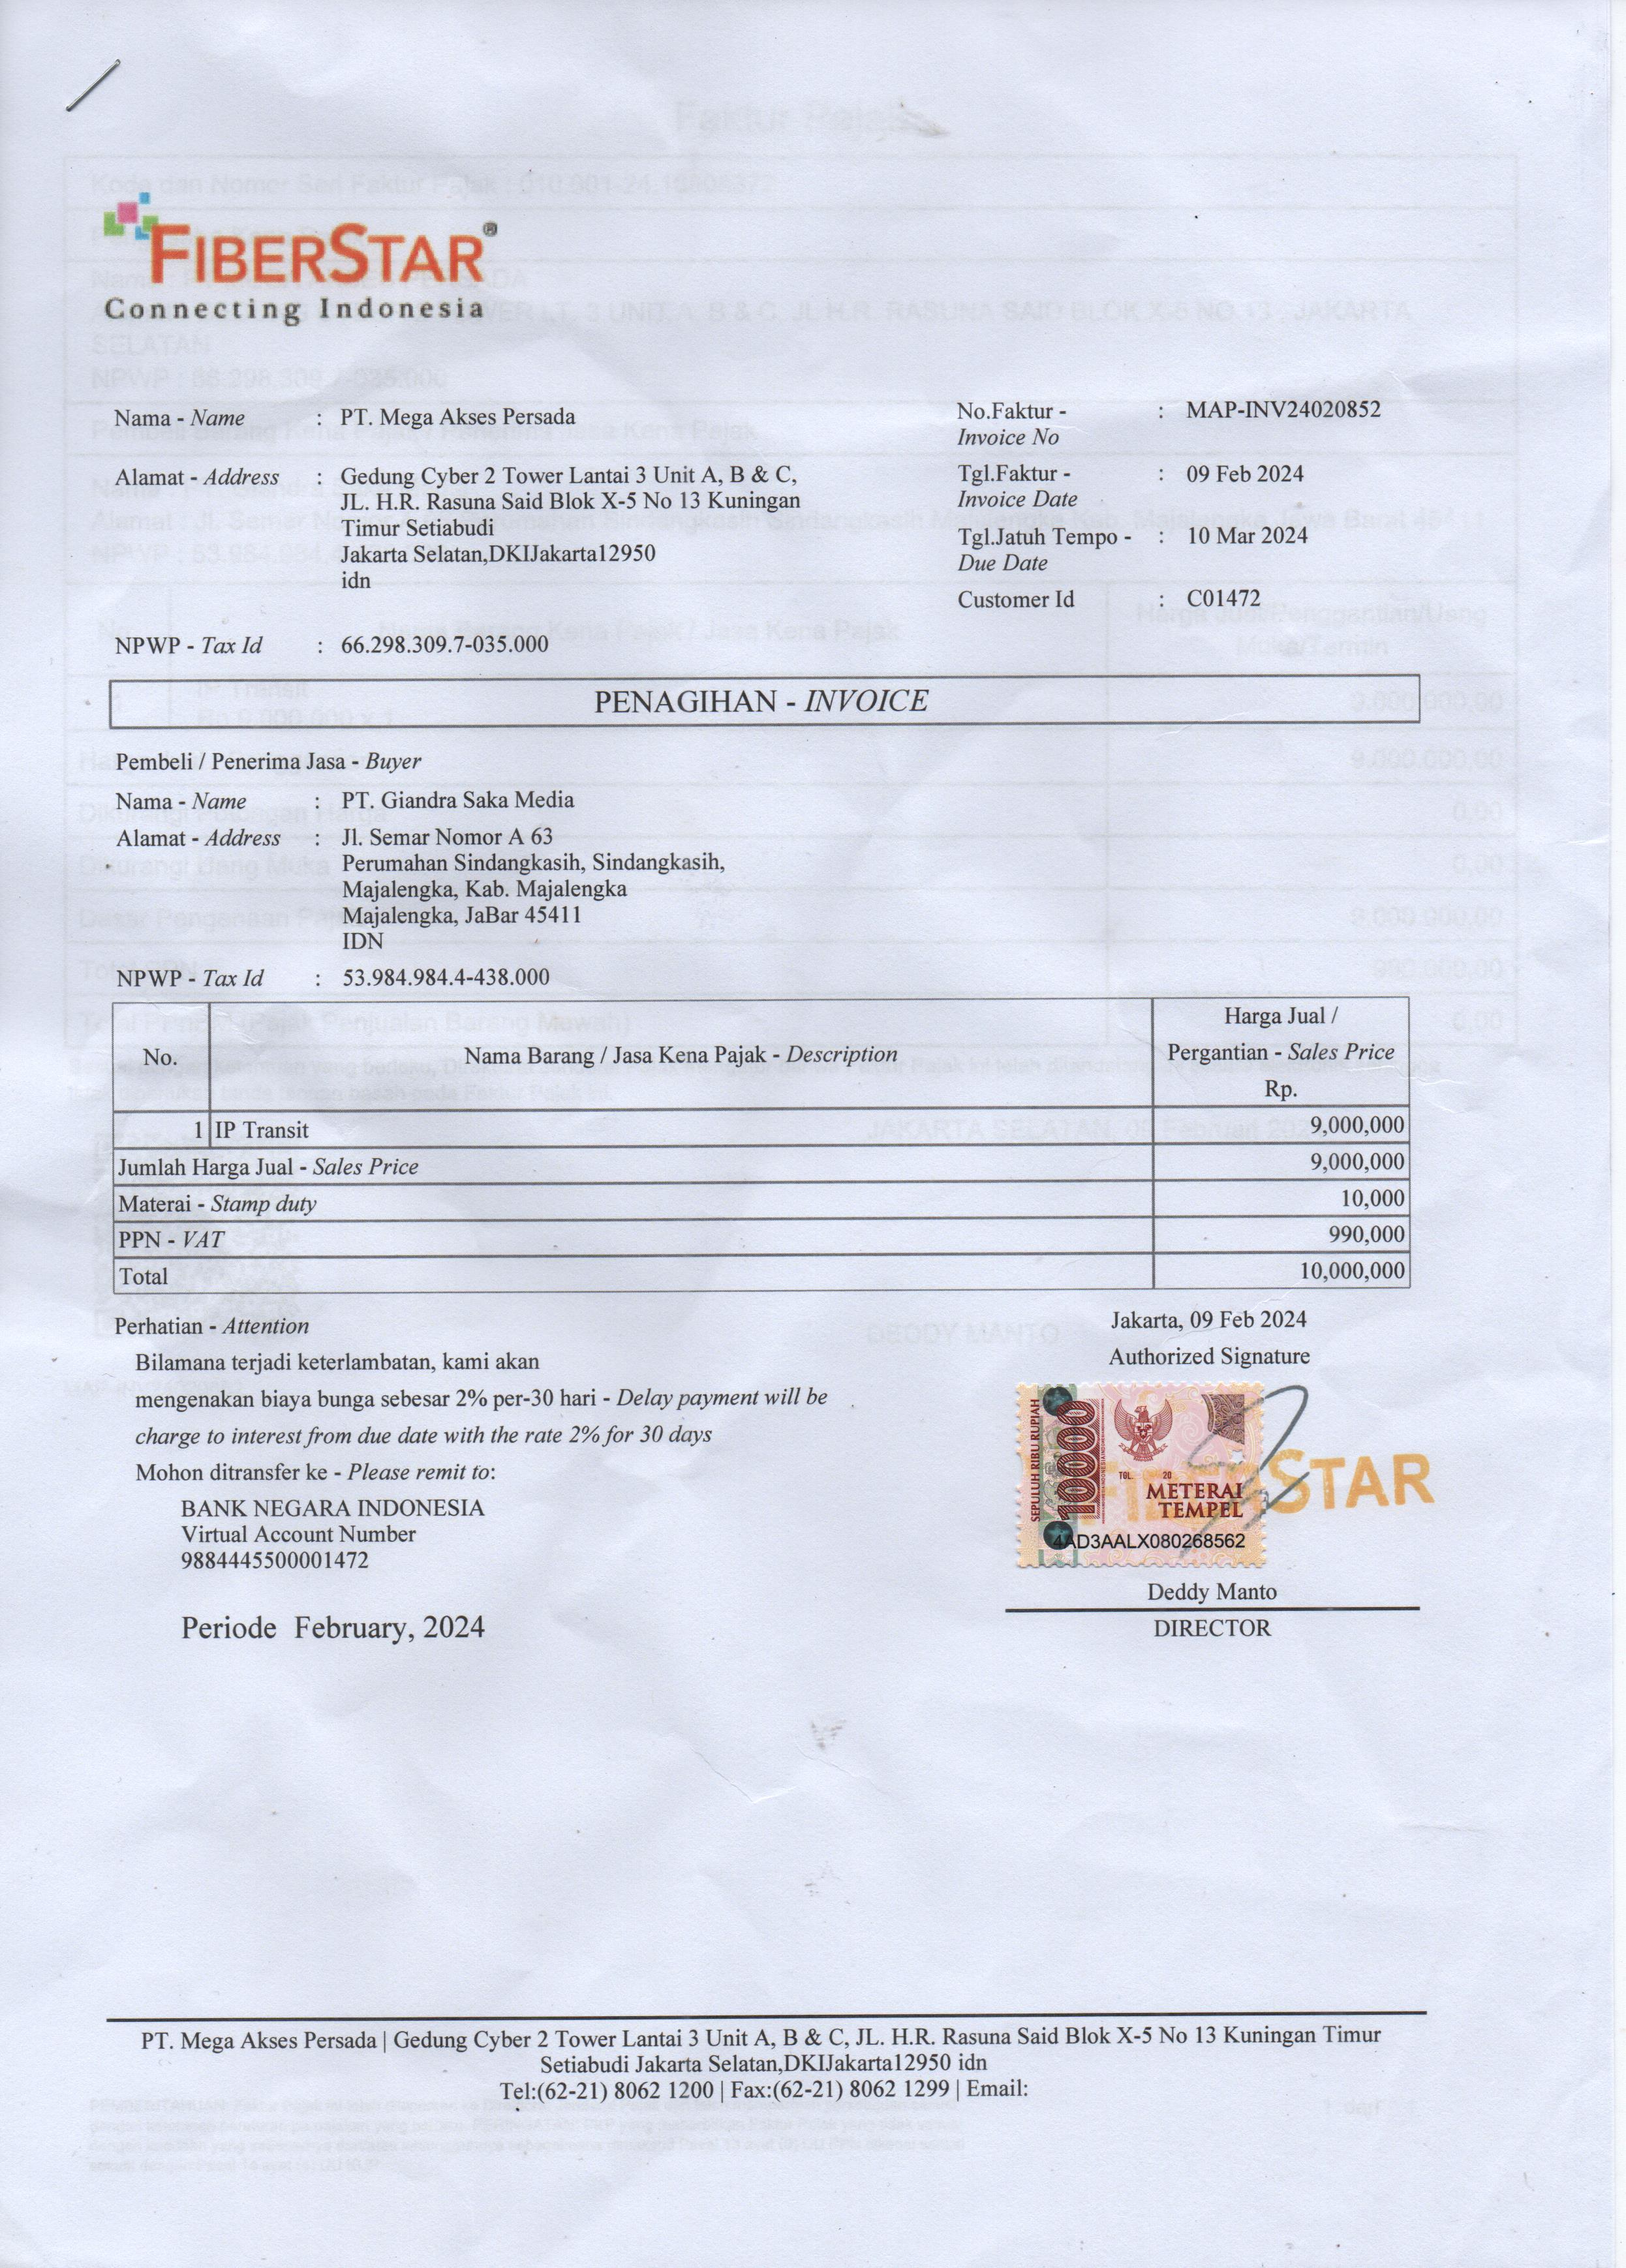 FIBERSTAR®
Connecting Indonesia
Nama - Name : PT. Mega Akses Persada
Alamat - Address : Gedung Cyber 2 Tower Lantai 3 Unit A, B & C,
JL. H.R. Rasuna Said Blok X-5 No 13 Kuningan
Timur Setiabudi
Jakarta Selatan,DKIJakarta12950
idn
NPWP - Tax Id : 66.298.309.7-035.000
No.Faktur - : MAP-INV24020852
Invoice No
Tgl.Faktur - : 09 Feb 2024
Invoice Date
Tgl.Jatuh Tempo - : 10 Mar 2024
Due Date
Customer Id : C01472
PENAGIHAN - INVOICE
Pembeli / Penerima Jasa - Buyer
Nama - Name : PT. Giandra Saka Media
Alamat - Address : Jl. Semar Nomor A 63
Perumahan Sindangkasih, Sindangkasih,
Majalengka, Kab. Majalengka
Majalengka, JaBar 45411
IDN
NPWP - Tax Id : 53.984.984.4-438.000
No. Nama Barang / Jasa Kena Pajak - Description Harga Jual /
Pergantian - Sales Price
Rp.
1 IP Transit 9,000,000
Jumlah Harga Jual - Sales Price 9,000,000
Materai - Stamp duty 10,000
PPN - VAT 990,000
Total 10,000,000
Perhatian - Attention
Bilamana terjadi keterlambatan, kami akan
mengenakan biaya bunga sebesar 2% per-30 hari - Delay payment will be
charge to interest from due date with the rate 2% for 30 days
Mohon ditransfer ke - Please remit to:
BANK NEGARA INDONESIA
Virtual Account Number
9884445500001472
Periode February, 2024
Jakarta, 09 Feb 2024
Authorized Signature
SEPULUH RIBU RUPIAH
10000
TGL. 20
METERAI
TEMPEL
4AD3AALX080268562
FIBERSTAR
Deddy Manto
DIRECTOR
PT. Mega Akses Persada | Gedung Cyber 2 Tower Lantai 3 Unit A, B & C, JL. H.R. Rasuna Said Blok X-5 No 13 Kuningan Timur
Setiabudi Jakarta Selatan,DKIJakarta12950 idn
Tel:(62-21) 8062 1200 | Fax:(62-21) 8062 1299 | Email: